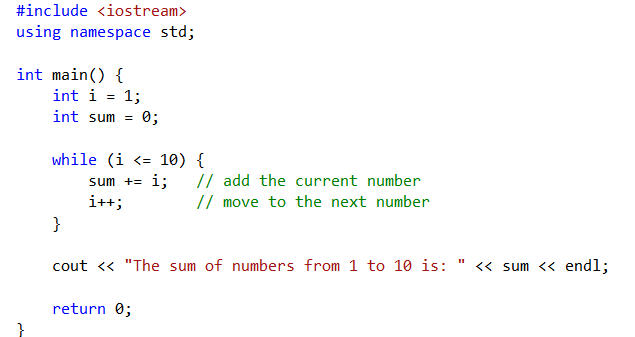 #include <iostream>
using namespace std;

int main() {
    int i = 1;
    int sum = 0;

    while (i <= 10) {
        sum += i;   // add the current number
        i++;        // move to the next number
    }

    cout << "The sum of numbers from 1 to 10 is: " << sum << endl;

    return 0;
}